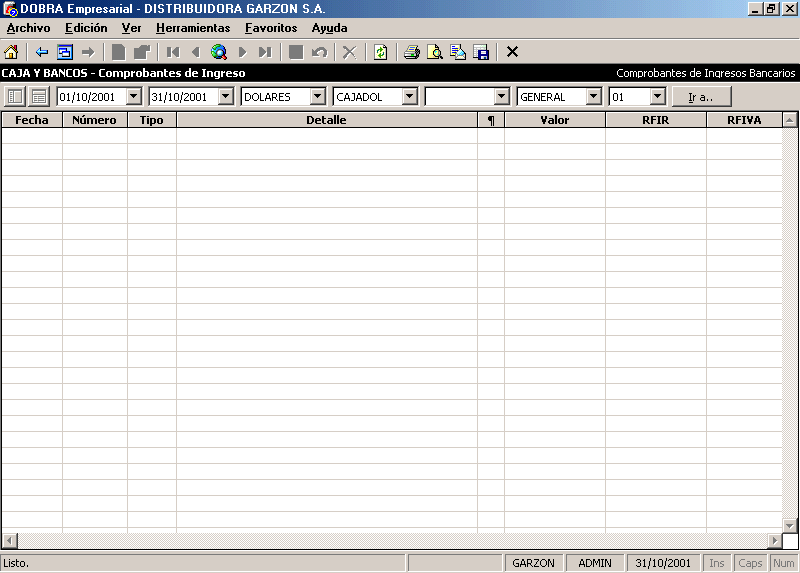 DOBRA Empresarial - DISTRIBUIDORA GARZON S.A.
Archivo Edición Ver Herramientas Favoritos Ayuda
CAJA Y BANCOS - Comprobantes de Ingreso Comprobantes de Ingresos Bancarios
01/10/2001 31/10/2001 DOLARES CAJADOL GENERAL 01 Ir a..
Fecha Número Tipo Detalle ¶ Valor RFIR RFIVA
Listo. GARZON ADMIN 31/10/2001 Ins Caps Num